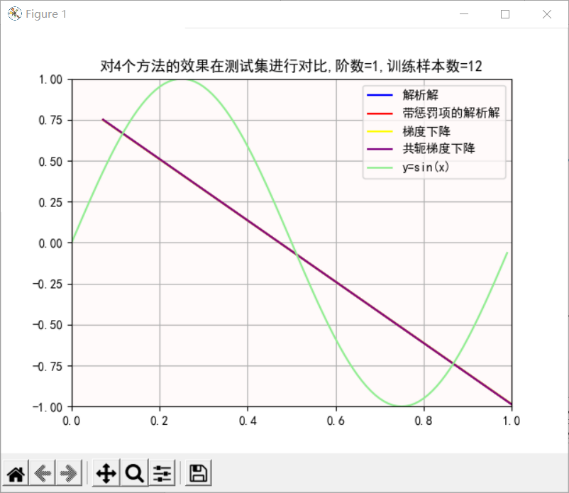 Figure 1
对4个方法的效果在测试集进行对比,阶数=1,训练样本数=12
1.00
0.75
0.50
0.25
0.00
−0.25
−0.50
−0.75
−1.00
0.0 0.2 0.4 0.6 0.8 1.0
解析解
带惩罚项的解析解
梯度下降
共轭梯度下降
y=sin(x)